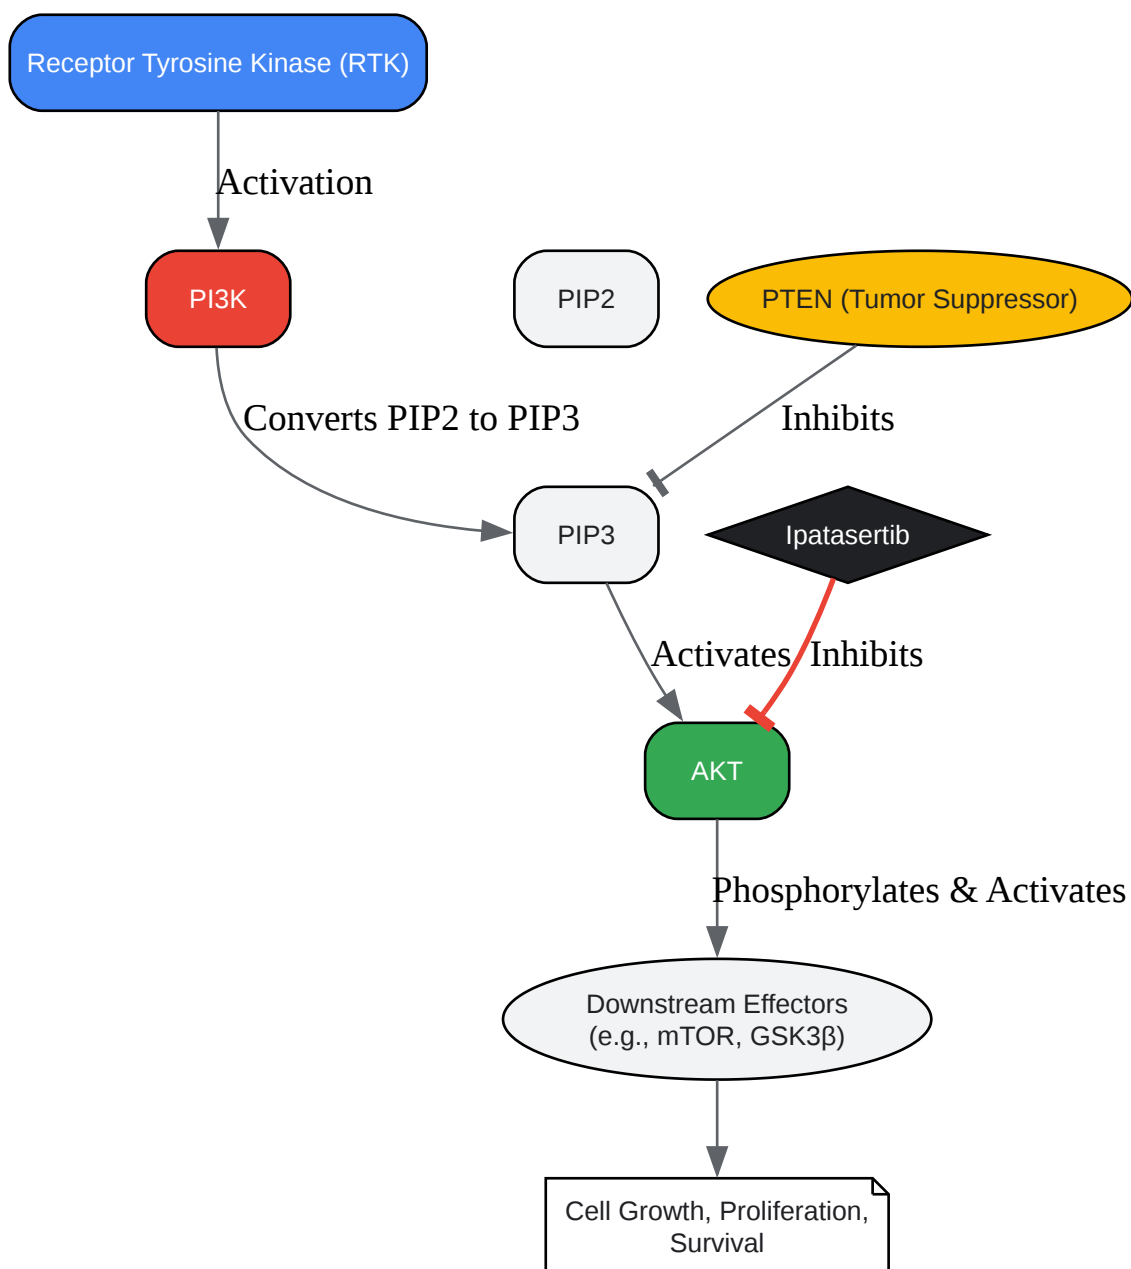 Receptor Tyrosine Kinase (RTK)
Activation
PI3K
PIP2
PTEN (Tumor Suppressor)
Converts PIP2 to PIP3
Inhibits
PIP3
Ipatasertib
Activates
Inhibits
AKT
Phosphorylates & Activates
Downstream Effectors
(e.g., mTOR, GSK3β)
Cell Growth, Proliferation,
Survival